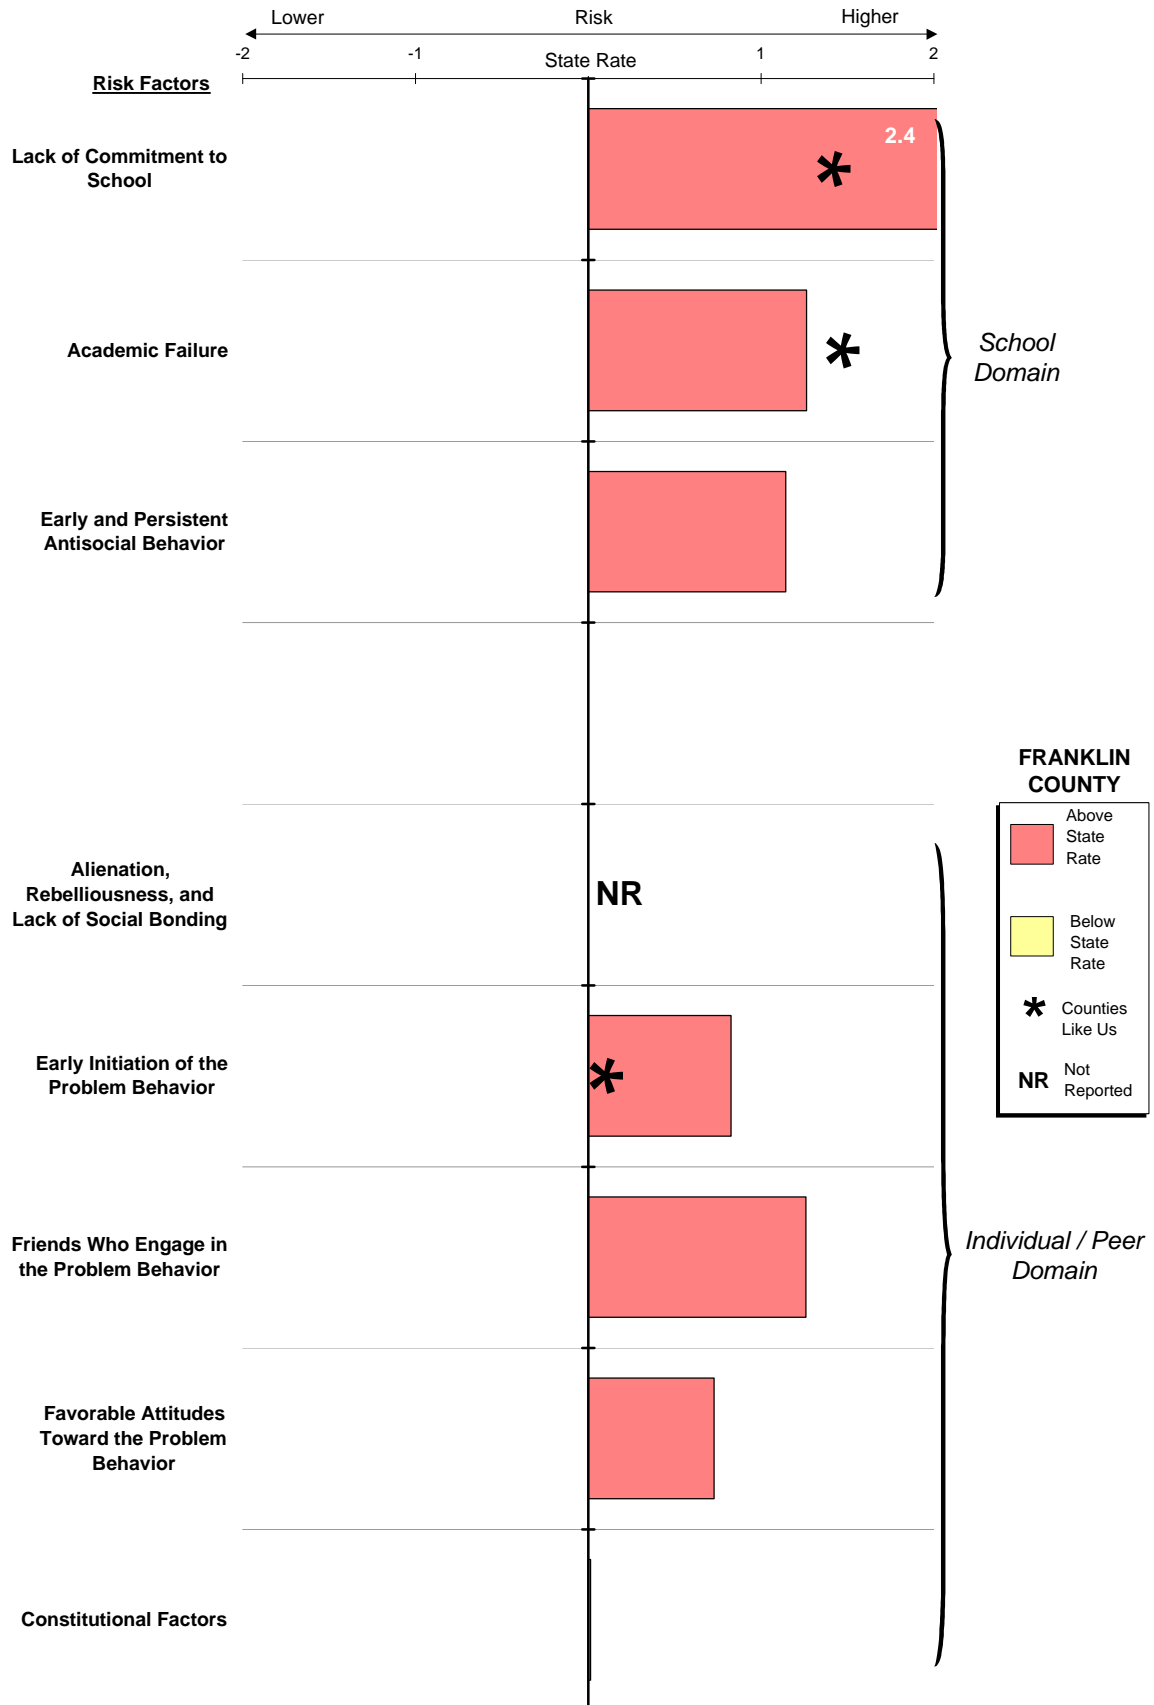 Lower Risk Higher
-2 -1 State Rate 1 2
Risk Factors
2.4
Lack of Commitment to
School
*
Academic Failure
*
School
Domain
Early and Persistent
Antisocial Behavior
FRANKLIN
COUNTY
Above
State
Rate
Below
State
Rate
* Counties
Like Us
NR Not
Reported
Alienation,
Rebelliousness, and
Lack of Social Bonding
NR
Early Initiation of the
Problem Behavior
*
Friends Who Engage in
the Problem Behavior
Individual / Peer
Domain
Favorable Attitudes
Toward the Problem
Behavior
Constitutional Factors